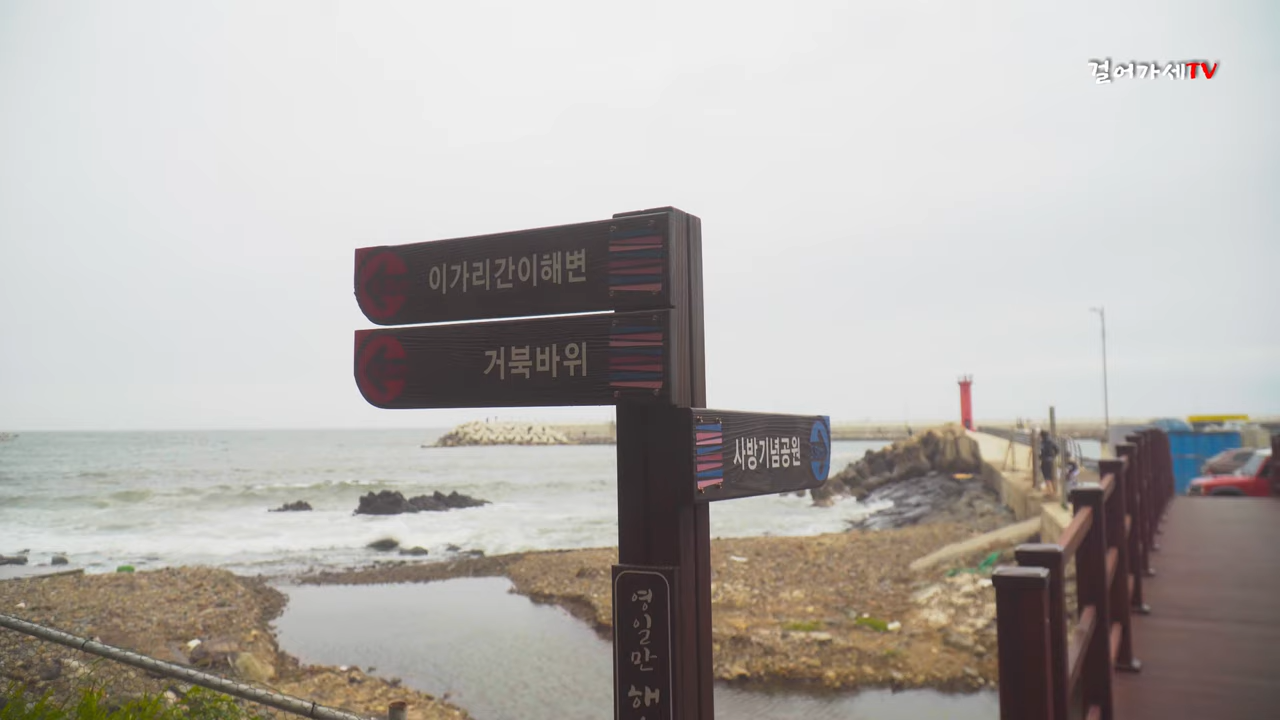 걸어가세TV
이가리간이해변
거북바위
사방기념공원
영일만